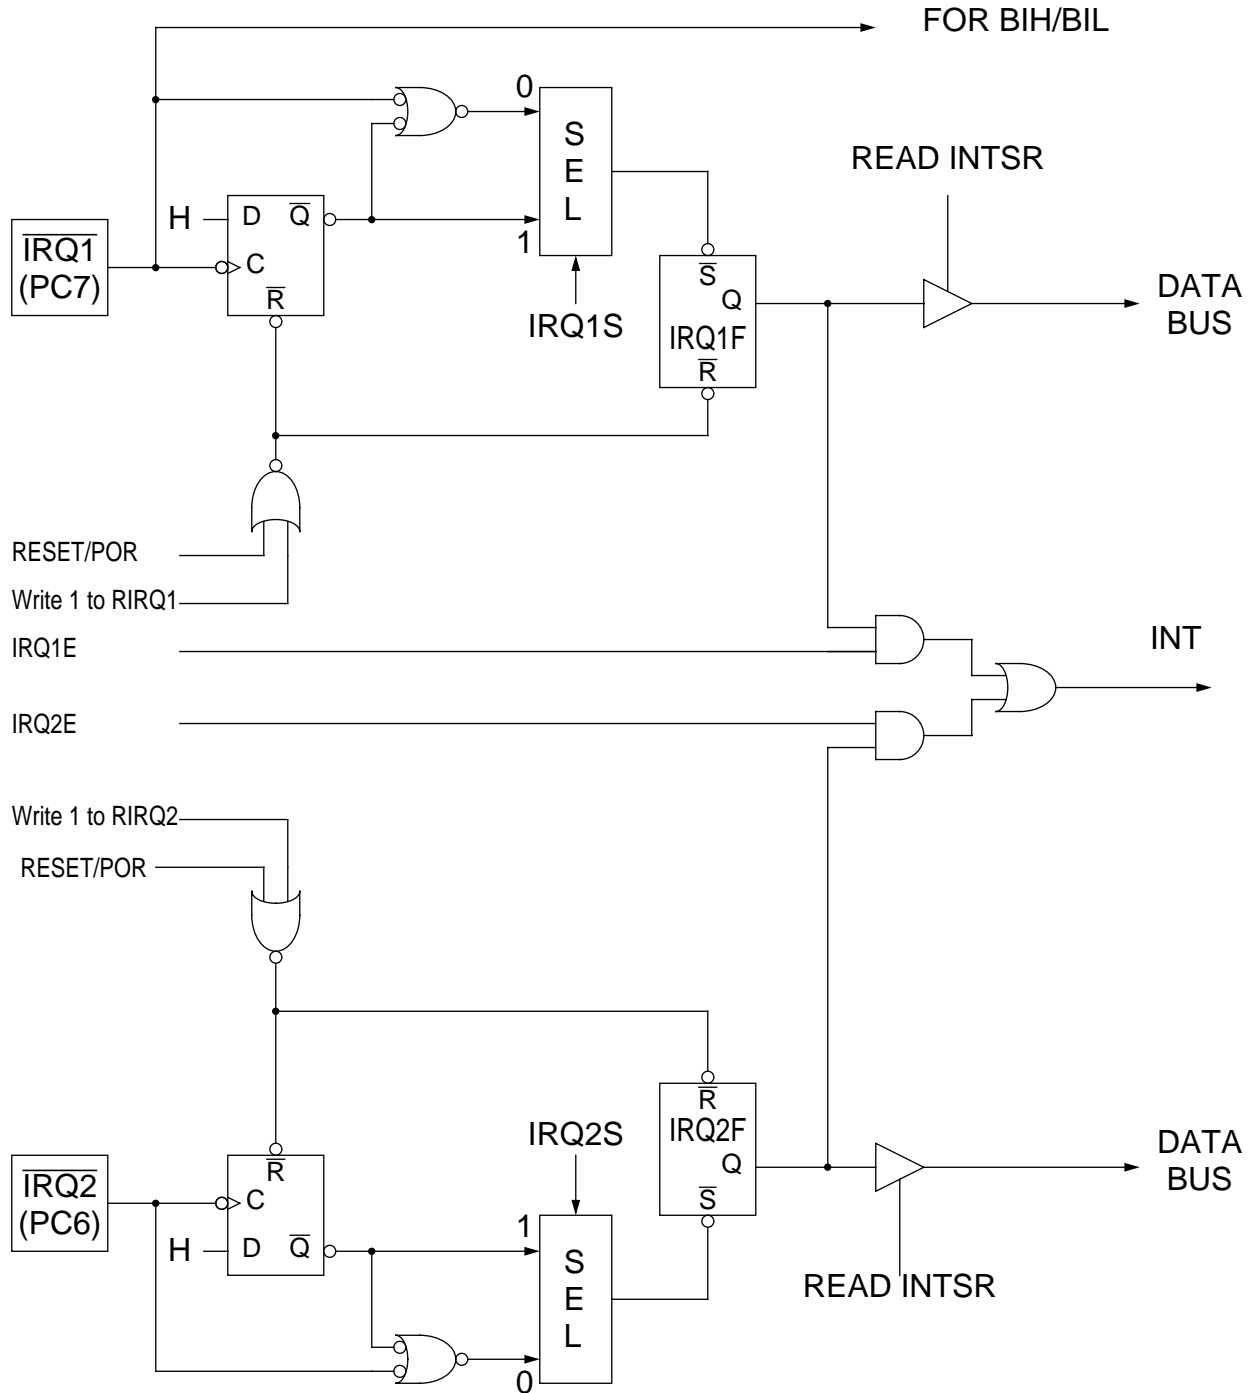 FOR BIH/BIL
0
S
E
L
READ INTSR
H
D
Q
C
R
1
IRQ1
(PC7)
IRQ1S
S
Q
IRQ1F
R
DATA
BUS
RESET/POR
Write 1 to RIRQ1
IRQ1E
INT
IRQ2E
Write 1 to RIRQ2
RESET/POR
R
IRQ2F
Q
S
IRQ2S
DATA
BUS
IRQ2
(PC6)
R
C
H
D
Q
1
S
E
L
0
READ INTSR